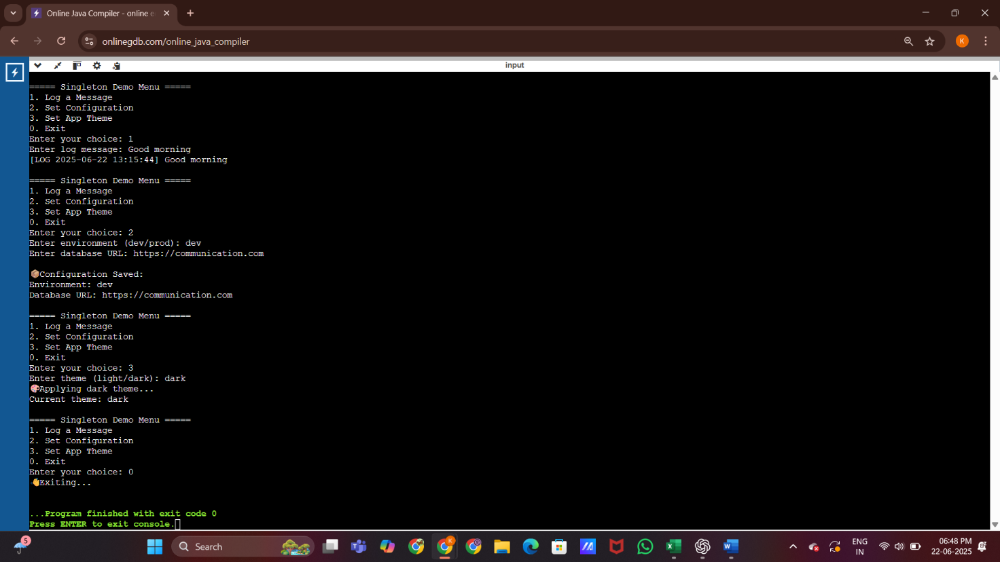 Online Java Compiler - online e
onlinegdb.com/online_java_compiler
K
input
===== Singleton Demo Menu =====
1. Log a Message
2. Set Configuration
3. Set App Theme
0. Exit
Enter your choice: 1
Enter log message: Good morning
[LOG 2025-06-22 13:15:44] Good morning
===== Singleton Demo Menu =====
1. Log a Message
2. Set Configuration
3. Set App Theme
0. Exit
Enter your choice: 2
Enter environment (dev/prod): dev
Enter database URL: https://communication.com
📦Configuration Saved:
Environment: dev
Database URL: https://communication.com
===== Singleton Demo Menu =====
1. Log a Message
2. Set Configuration
3. Set App Theme
0. Exit
Enter your choice: 3
Enter theme (light/dark): dark
🎨Applying dark theme...
Current theme: dark
===== Singleton Demo Menu =====
1. Log a Message
2. Set Configuration
3. Set App Theme
0. Exit
Enter your choice: 0
👋Exiting...
...Program finished with exit code 0
Press ENTER to exit console.
5
Search
K
ENG
IN
06:48 PM
22-06-2025